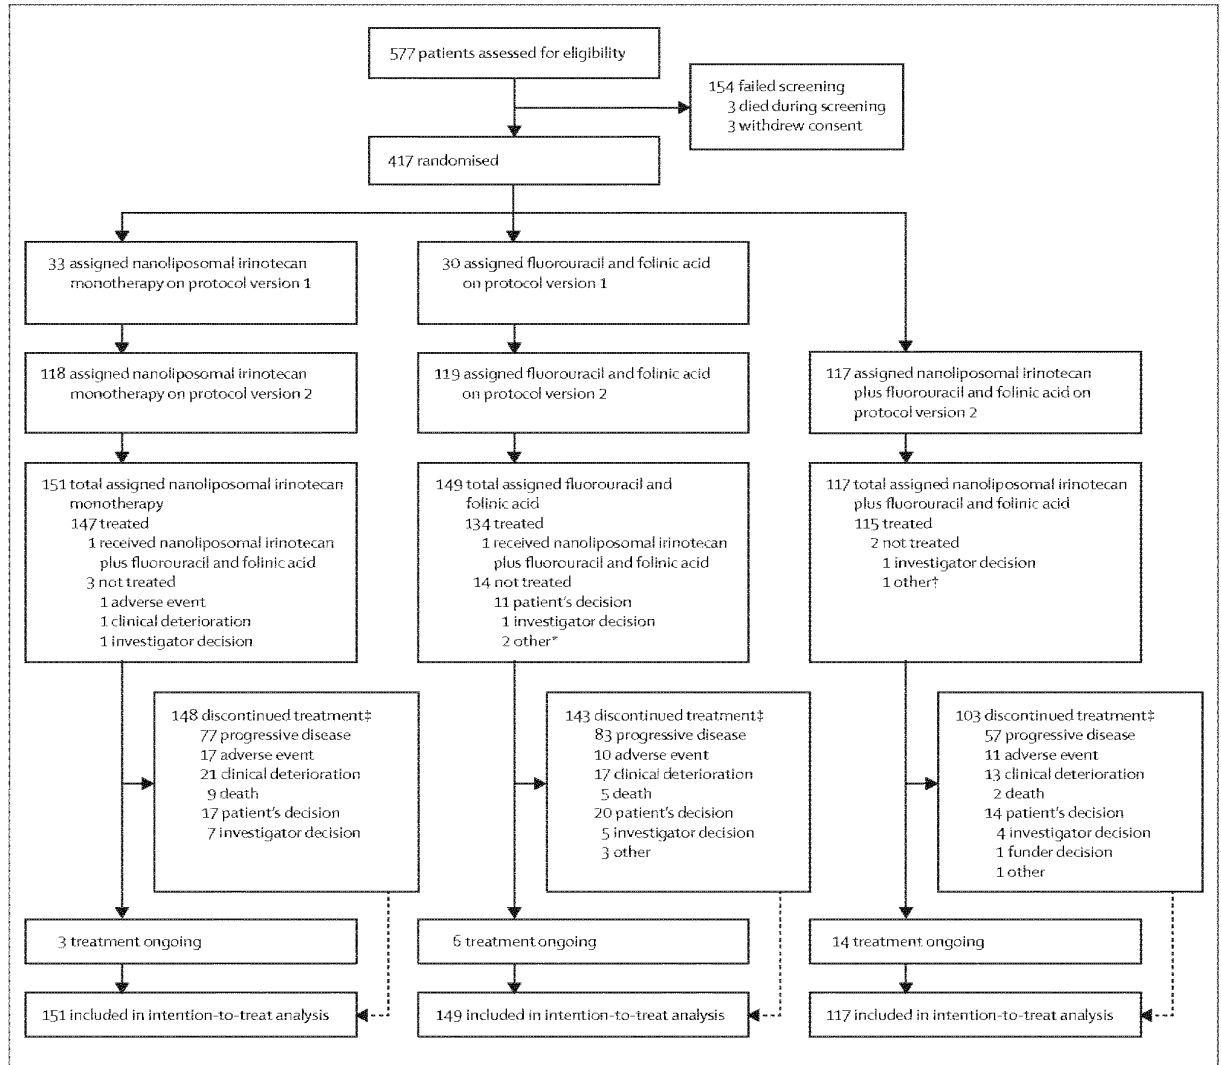 577 patients assessed for eligibility
154 failed screening
3 died during screening
3 withdrew consent
417 randomised
33 assigned nanoliposomal irinotecan
monotherapy on protocol version 1
30 assigned fluorouracil and folinic acid
on protocol version 1
118 assigned nanoliposomal irinotecan
monotherapy on protocol version 2
119 assigned fluorouracil and folinic acid
on protocol version 2
117 assigned nanoliposomal irinotecan
plus fluorouracil and folinic acid on
protocol version 2
151 total assigned nanoliposomal irinotecan
monotherapy
147 treated
1 received nanoliposomal irinotecan
plus fluorouracil and folinic acid
3 not treated
1 adverse event
1 clinical deterioration
1 investigator decision
149 total assigned fluorouracil and
folinic acid
134 treated
1 received nanoliposomal irinotecan
plus fluorouracil and folinic acid
14 not treated
11 patient's decision
1 investigator decision
2 other*
117 total assigned nanoliposomal irinotecan
plus fluorouracil and folinic acid
115 treated
2 not treated
1 investigator decision
1 other†
148 discontinued treatment‡
77 progressive disease
17 adverse event
21 clinical deterioration
9 death
17 patient's decision
7 investigator decision
143 discontinued treatment‡
83 progressive disease
10 adverse event
17 clinical deterioration
5 death
20 patient's decision
5 investigator decision
3 other
103 discontinued treatment‡
57 progressive disease
11 adverse event
13 clinical deterioration
2 death
14 patient's decision
4 investigator decision
1 funder decision
1 other
3 treatment ongoing
6 treatment ongoing
14 treatment ongoing
151 included in intention-to-treat analysis
149 included in intention-to-treat analysis
117 included in intention-to-treat analysis